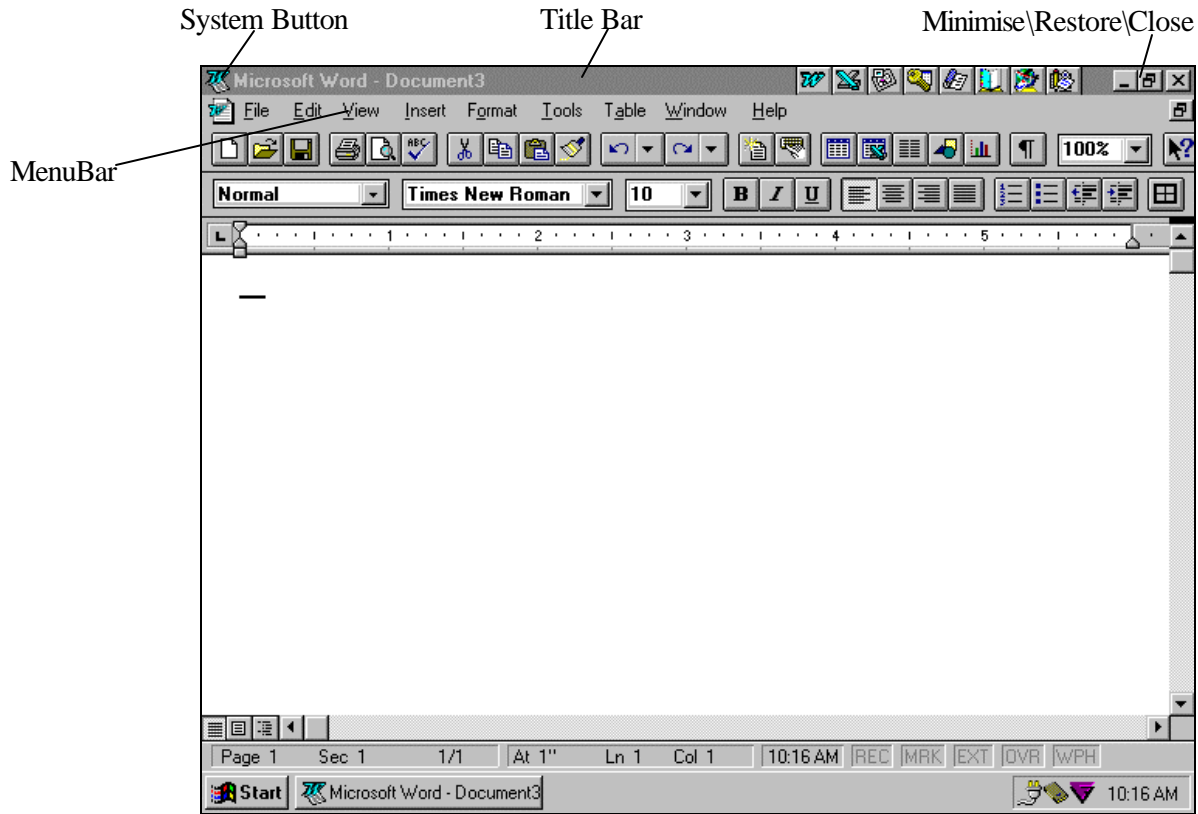 System Button Title Bar Minimise\Restore\Close
Microsoft Word - Document3
File Edit View Insert Format Tools Table Window Help
ABC 100%
MenuBar
Normal Times New Roman 10 B I U
1 2 3 4 5
Page 1 Sec 1 1/1 At 1" Ln 1 Col 1 10:16 AM REC MRK EXT OVR WPH
Start Microsoft Word - Document3 10:16 AM